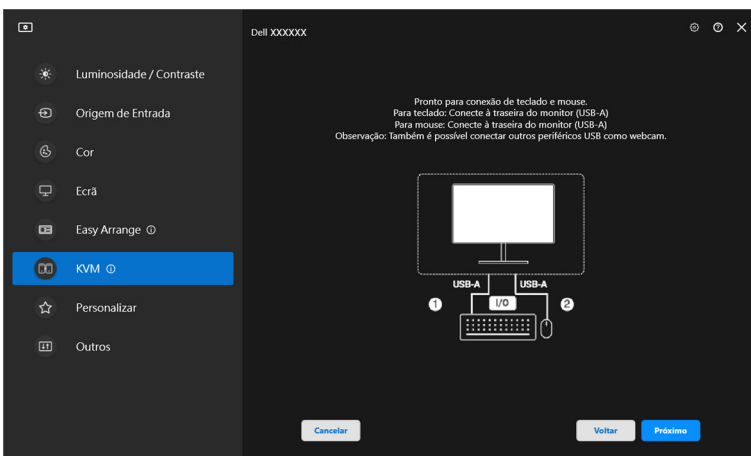 Dell XXXXXX
Luminosidade / Contraste
Origem de Entrada
Cor
Ecrã
Easy Arrange
KVM
Personalizar
Outros
Pronto para conexão de teclado e mouse.
Para teclado: Conecte à traseira do monitor (USB-A)
Para mouse: Conecte à traseira do monitor (USB-A)
Observação: Também é possível conectar outros periféricos USB como webcam.
USB-A USB-A
1 I/O 2
Cancelar Voltar Próximo